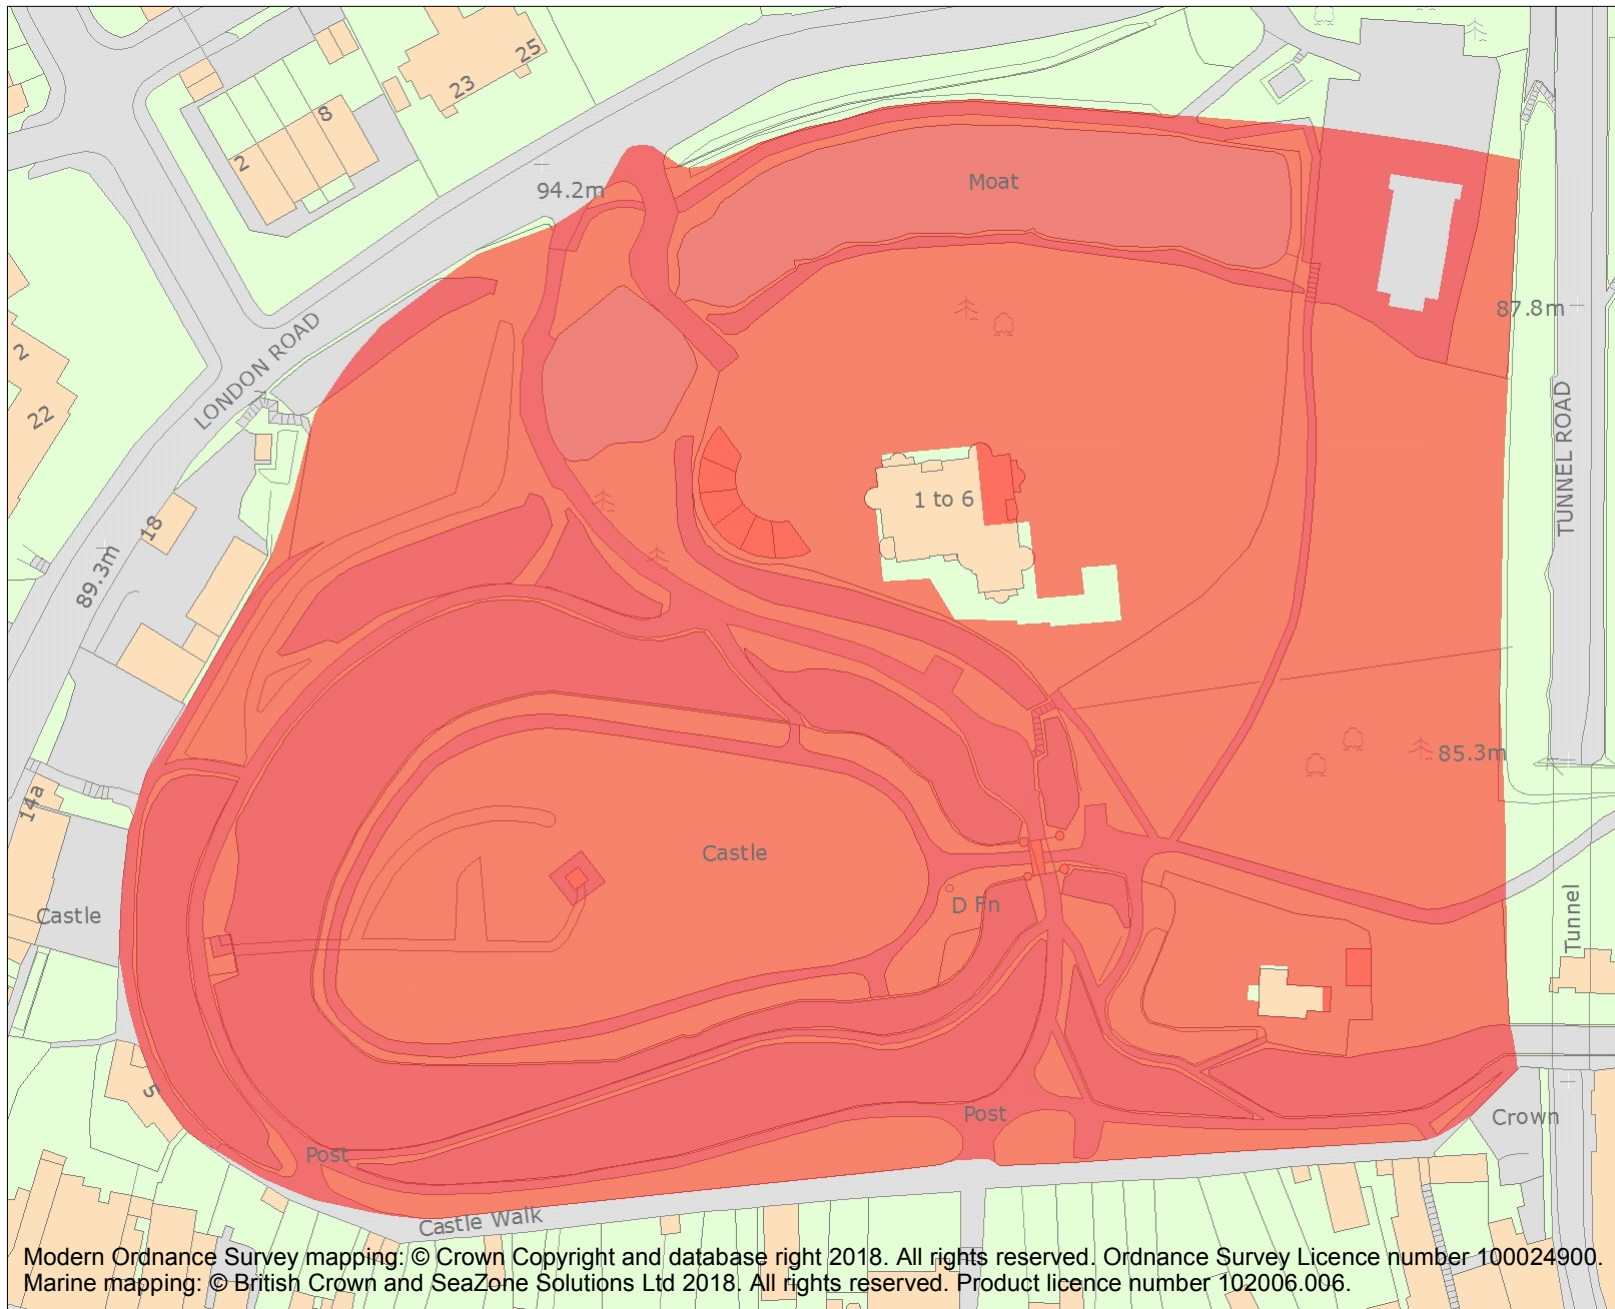 25
23
8
2
94.2m
Moat
87.8m
LONDON ROAD
2
22
TUNNEL ROAD
1 to 6
18
89.3m
85.3m
14a
Castle
Castle
D Fn
Tunnel
5
Post
Crown
Post
Castle Walk
Modern Ordnance Survey mapping: © Crown Copyright and database right 2018. All rights reserved. Ordnance Survey Licence number 100024900.
Marine mapping: © British Crown and SeaZone Solutions Ltd 2018. All rights reserved. Product licence number 102006.006.